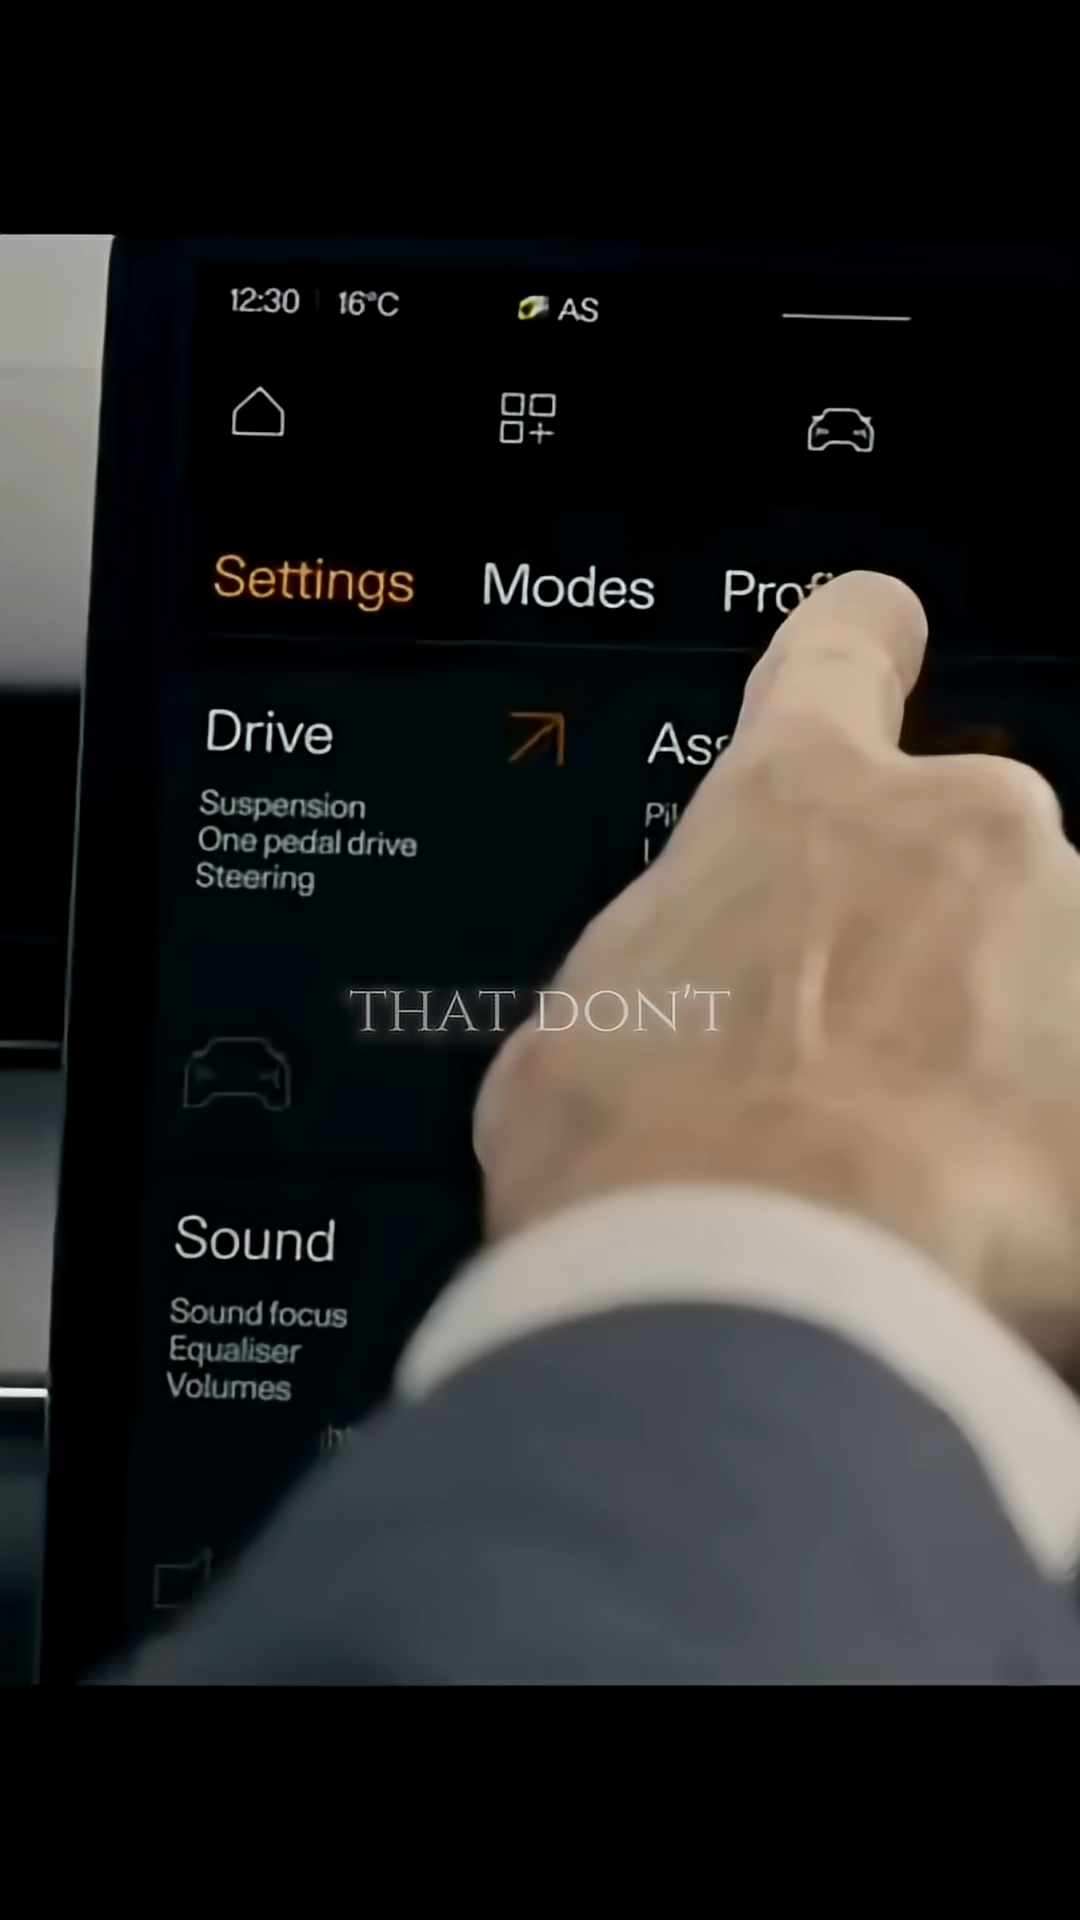 12:30 16°C AS
Settings Modes
Drive
Suspension
One pedal drive
Steering
THAT DON'T
Sound
Sound focus
Equaliser
Volumes